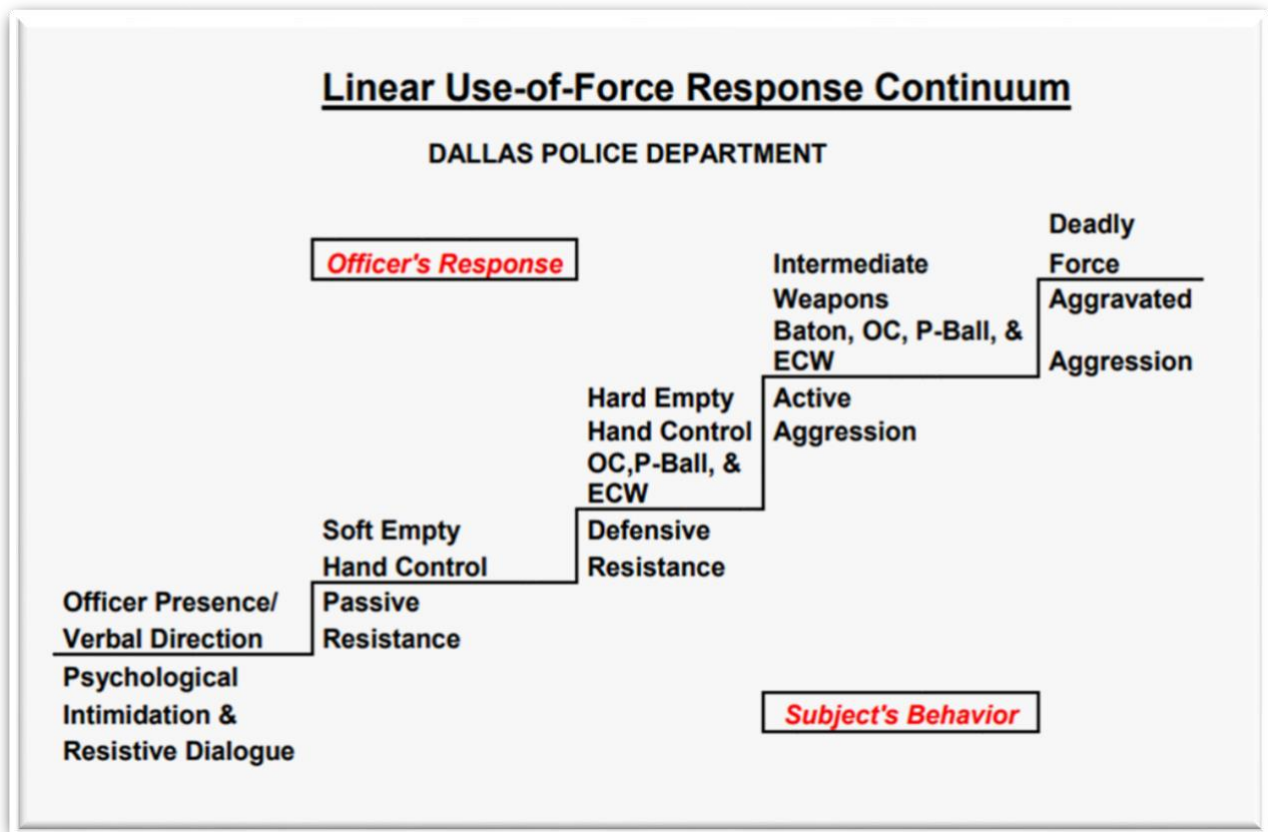 Linear Use-of-Force Response Continuum
DALLAS POLICE DEPARTMENT
Officer's Response
Deadly
Force
Aggravated
Aggression
Intermediate
Weapons
Baton, OC, P-Ball, &
ECW
Active
Aggression
Hard Empty
Hand Control
OC,P-Ball, &
ECW
Defensive
Resistance
Soft Empty
Hand Control
Passive
Resistance
Officer Presence/
Verbal Direction
Psychological
Intimidation &
Resistive Dialogue
Subject's Behavior